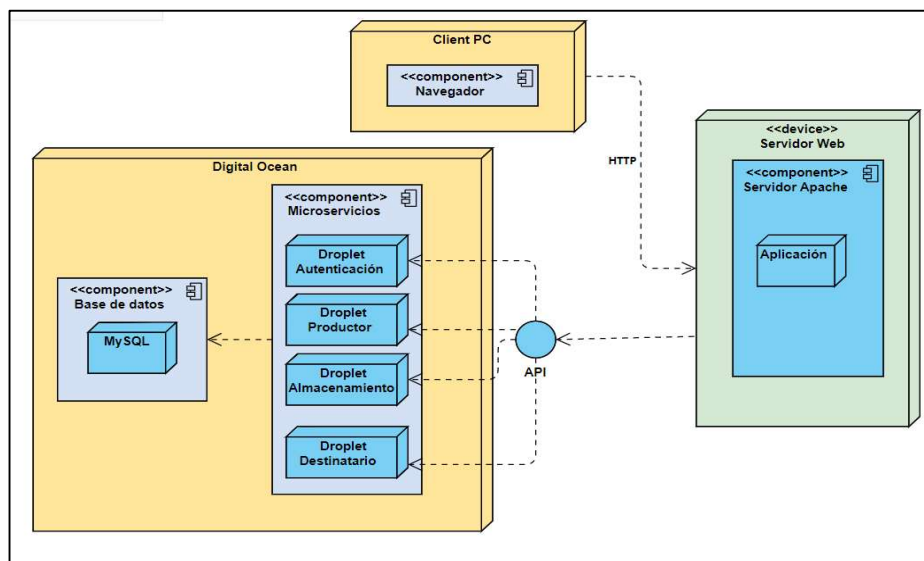 Client PC
<<component>>
Navegador
<<device>>
Servidor Web
HTTP
<<component>>
Servidor Apache
Aplicación
Digital Ocean
<<component>>
Microservicios
Droplet
Autenticación
Droplet
Productor
Droplet
Almacenamiento
Droplet
Destinatario
<<component>>
Base de datos
MySQL
API